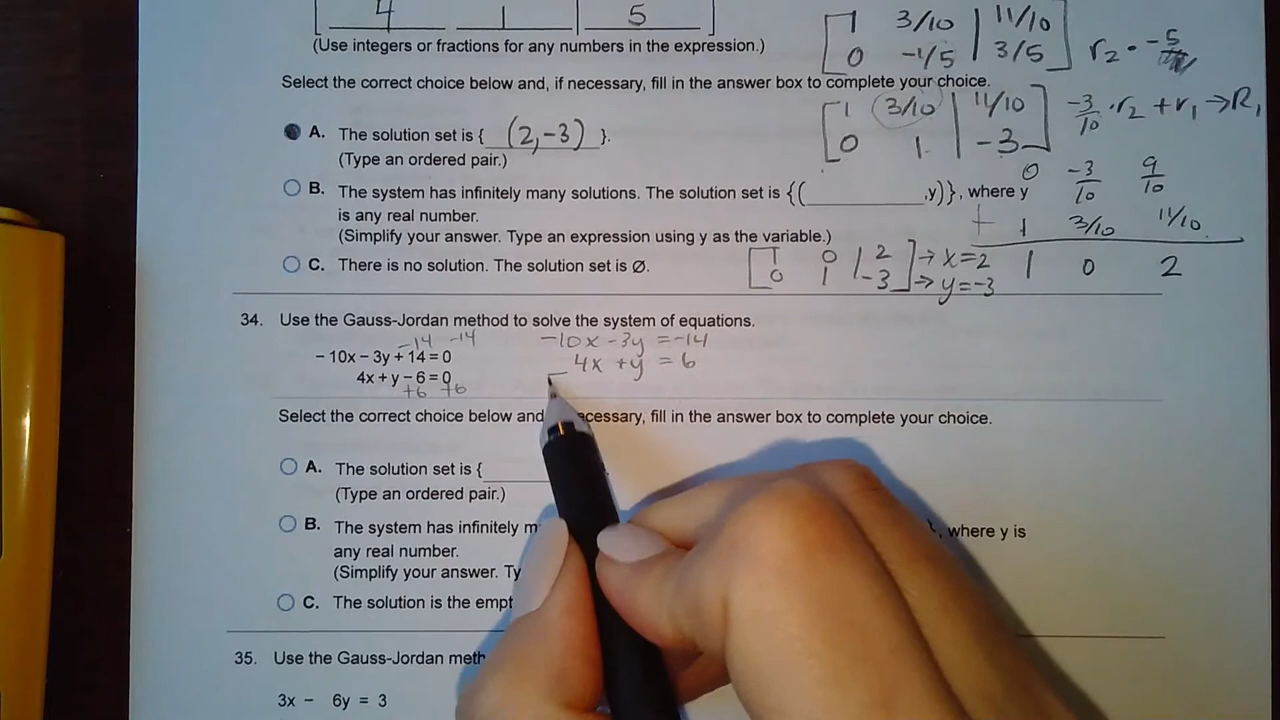 4 1 5
(Use integers or fractions for any numbers in the expression.)
1 3/10 11/10
0 -1/5 3/5 r₂ · -5
Select the correct choice below and, if necessary, fill in the answer box to complete your choice.
1 3/10 11/10 -3/10 · r₂ + r₁ → R₁
0 1 -3
A. The solution set is { (2,-3) }.
(Type an ordered pair.)
0 -3/10 9/10
B. The system has infinitely many solutions. The solution set is {( ,y)}, where y
is any real number.
+ 1 3/10 11/10
(Simplify your answer. Type an expression using y as the variable.)
1 0 2
C. There is no solution. The solution set is Ø.
1 0 2 → x=2
0 1 -3 → y=-3
34. Use the Gauss-Jordan method to solve the system of equations.
-14 -14
- 10x - 3y + 14 = 0
4x + y - 6 = 0
+6 +6
-10x -3y = -14
4x + y = 6
Select the correct choice below and ecessary, fill in the answer box to complete your choice.
A. The solution set is {
(Type an ordered pair.)
B. The system has infinitely m , where y is
any real number.
(Simplify your answer. Ty
C. The solution is the empt
35. Use the Gauss-Jordan meth
3x - 6y = 3